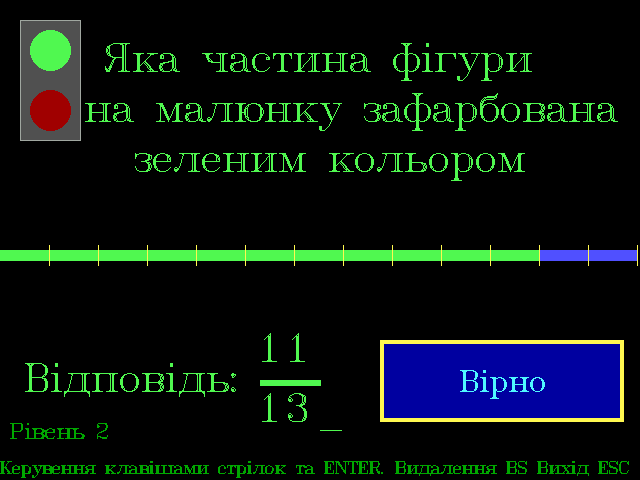 Яка частина фігури
на малюнку зафарбована
зеленим кольором
Відповідь: 11
13_
Вірно
Рівень 2
Керування клавішами стрілок та ENTER. Видалення BS Вихід ESC